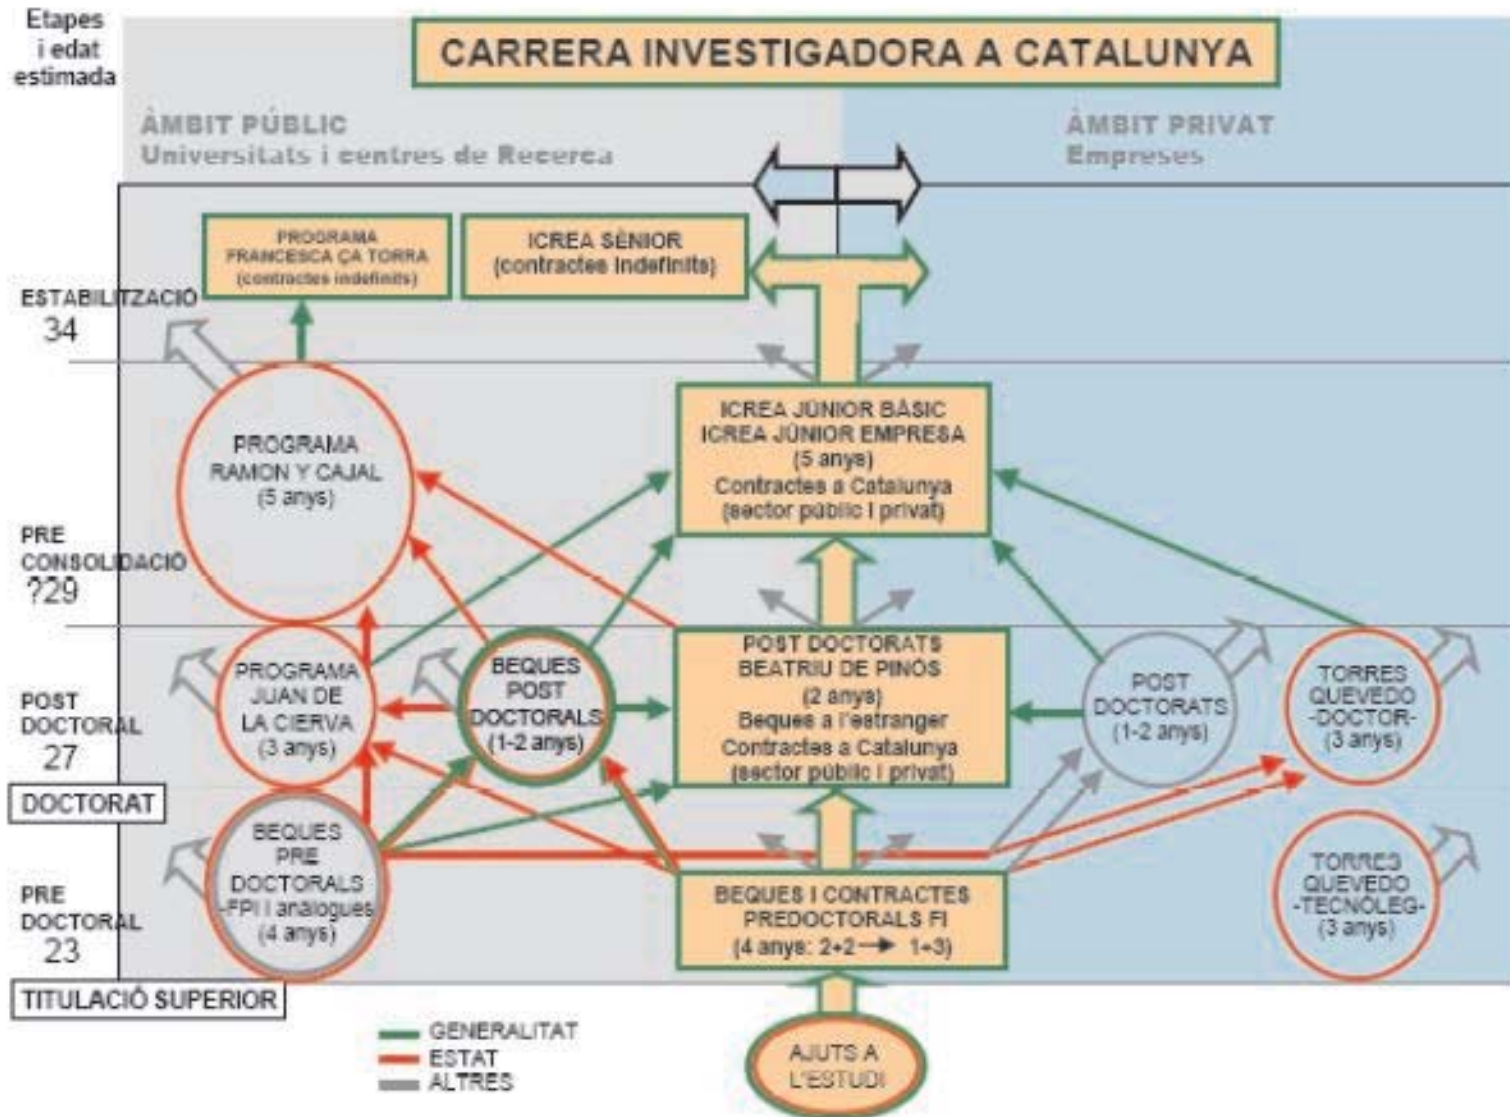 Etapes
i edat
estimada
CARRERA INVESTIGADORA A CATALUNYA
ÀMBIT PÚBLIC
Universitats i centres de Recerca
ÀMBIT PRIVAT
Empreses
PROGRAMA
FRANCESCA ÇA TORRA
(contractes indefinits)
ICREA SÈNIOR
(contractes indefinits)
ESTABILITZACIÓ
34
PROGRAMA
RAMON Y CAJAL
(5 anys)
ICREA JÚNIOR BÀSIC
ICREA JÚNIOR EMPRESA
(5 anys)
Contractes a Catalunya
(sector públic i privat)
PRE
CONSOLIDACIÓ
?29
PROGRAMA
JUAN DE
LA CIERVA
(3 anys)
BEQUES
POST
DOCTORALS
(1-2 anys)
POST DOCTORATS
BEATRIU DE PINÓS
(2 anys)
Beques a l'estranger
Contractes a Catalunya
(sector públic i privat)
POST
DOCTORATS
(1-2 anys)
TORRES
QUEVEDO
-DOCTOR-
(3 anys)
POST
DOCTORAL
27
DOCTORAT
BEQUES
PRE
DOCTORALS
-FPI i anàlogues
(4 anys)
BEQUES I CONTRACTES
PREDOCTORALS FI
(4 anys: 2+2 → 1+3)
TORRES
QUEVEDO
-TECNÒLEG-
(3 anys)
PRE
DOCTORAL
23
TITULACIÓ SUPERIOR
GENERALITAT
ESTAT
ALTRES
AJUTS A
L'ESTUDI